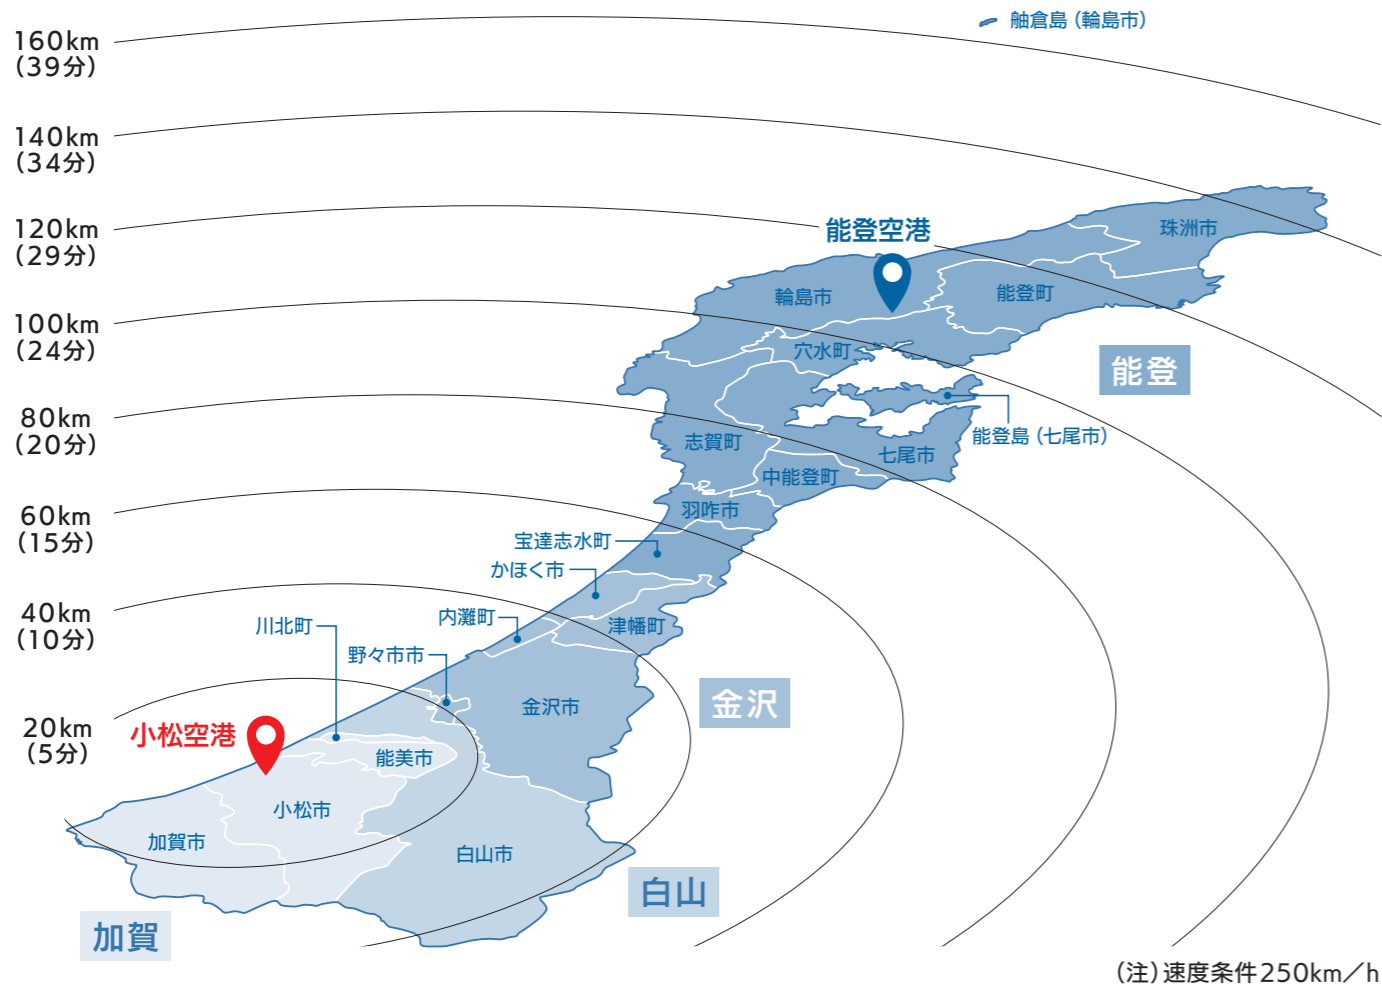 舳倉島（輪島市）
160km
（39分）
140km
（34分）
120km
（29分）
100km
（24分）
80km
（20分）
60km
（15分）
40km
（10分）
20km
（5分）
能登空港
珠洲市
輪島市
能登町
穴水町
能登
能登島（七尾市）
志賀町
七尾市
中能登町
羽咋市
宝達志水町
かほく市
内灘町
津幡町
川北町
野々市市
金沢市
金沢
小松空港
能美市
小松市
加賀市
白山市
白山
加賀
（注）速度条件250km／h